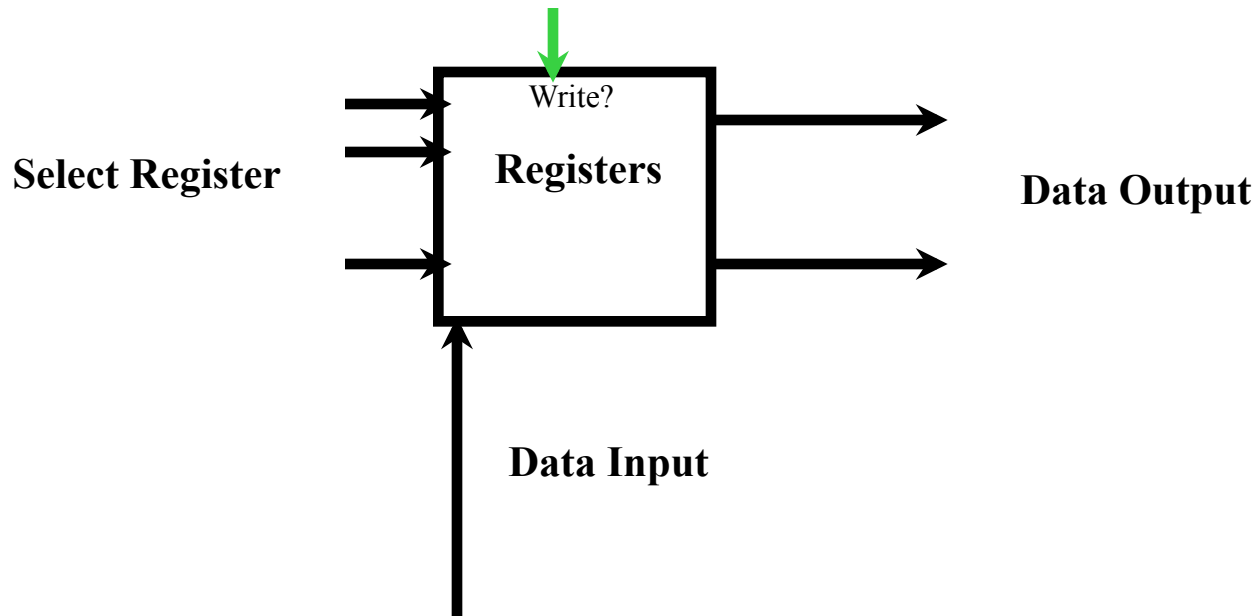 Write?
Registers
Select Register
Data Output
Data Input